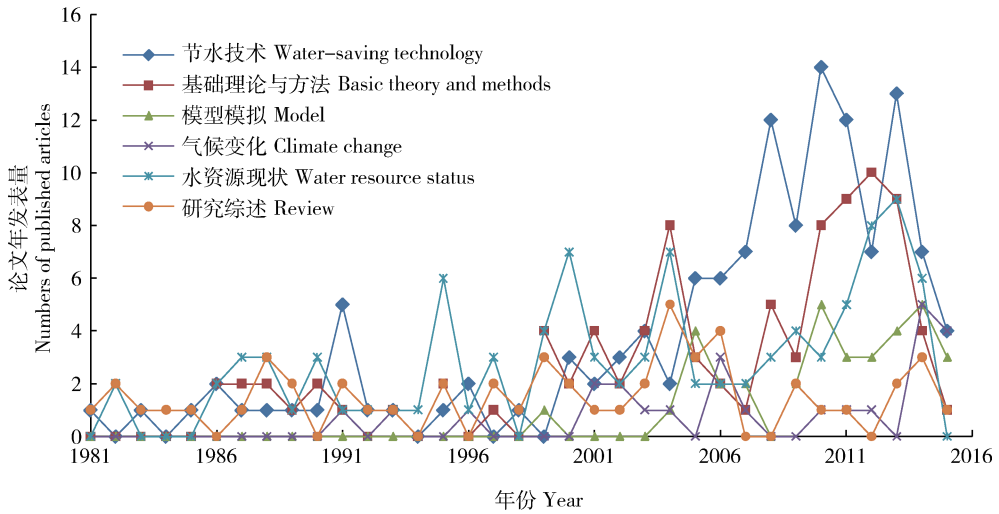 16
14
12
10
8
6
4
2
0
论文年发表量
Numbers of published articles
节水技术 Water-saving technology
基础理论与方法 Basic theory and methods
模型模拟 Model
气候变化 Climate change
水资源现状 Water resource status
研究综述 Review
1981 1986 1991 1996 2001 2006 2011 2016
年份 Year